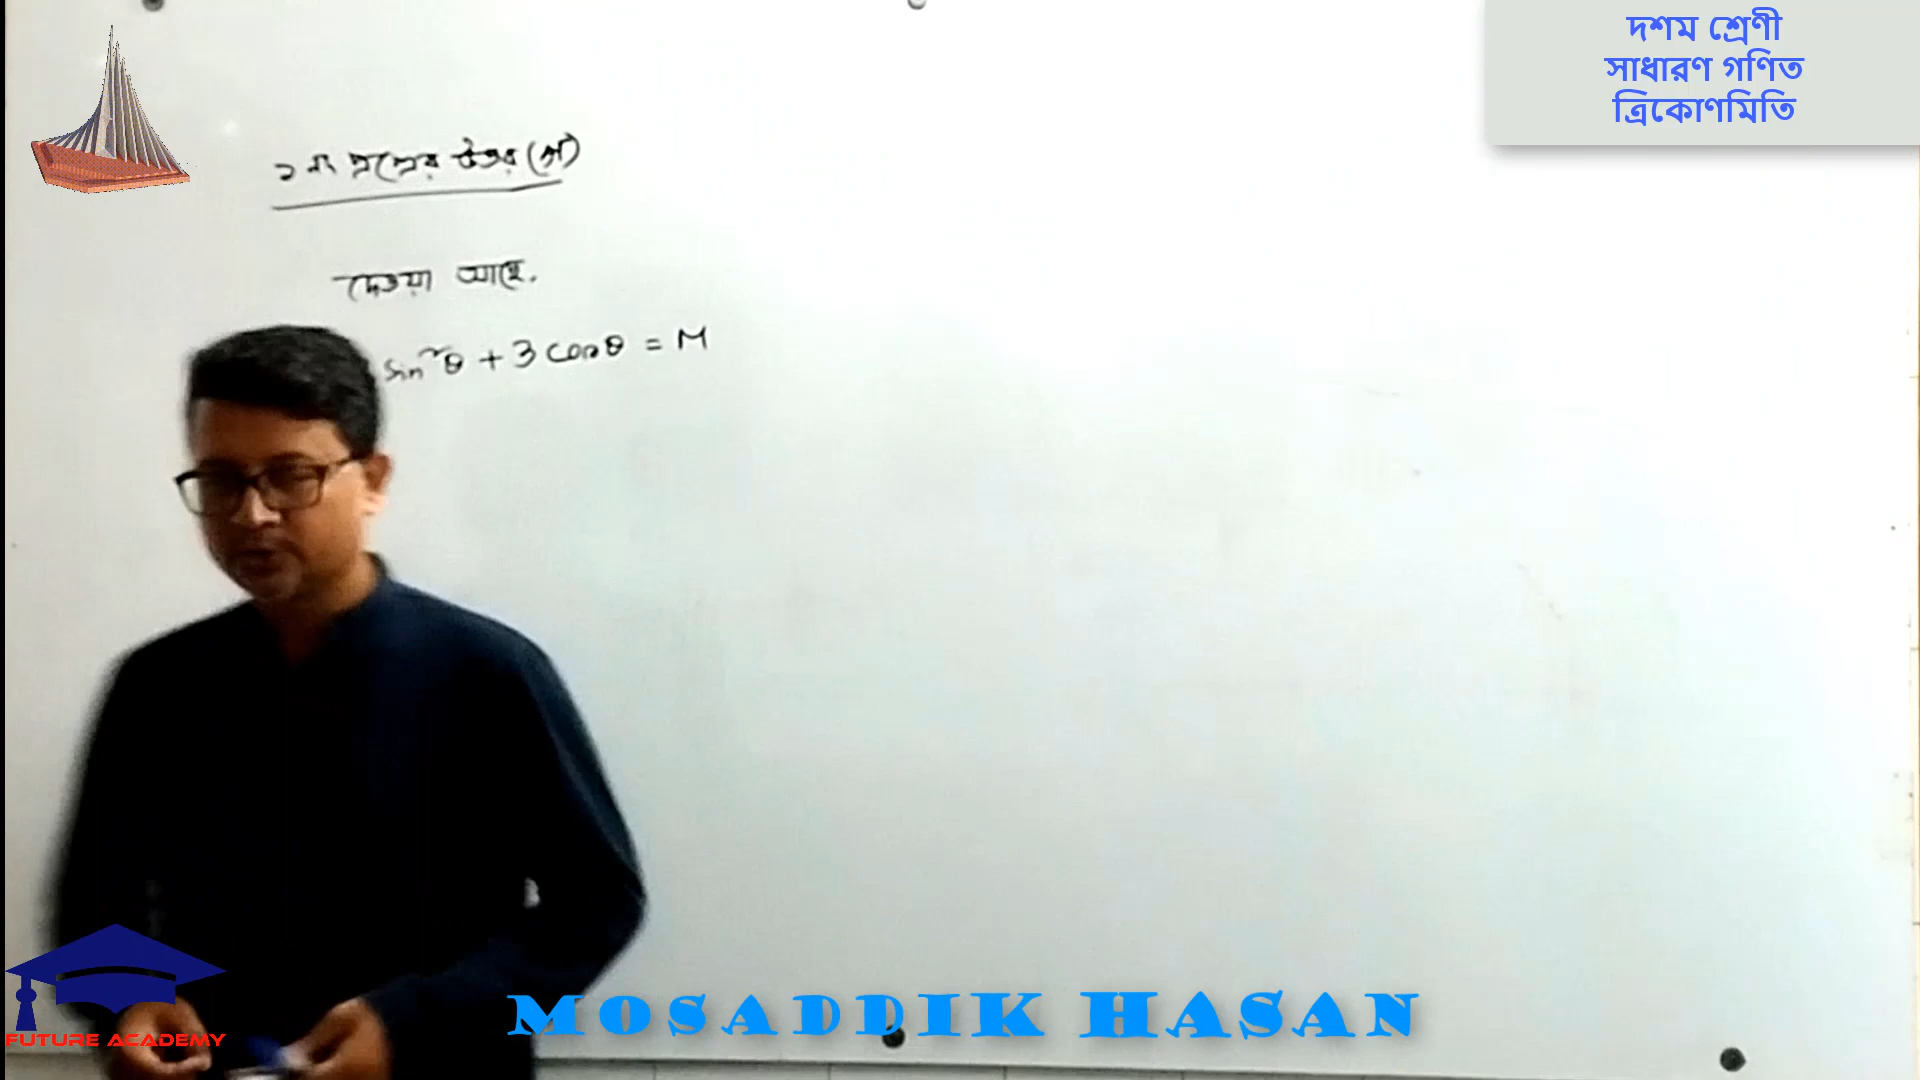 দশম শ্রেণী
সাধারণ গণিত
ত্রিকোণমিতি
১ নং প্রশ্নের উত্তর (গ)
দেওয়া আছে,
sin²θ + 3 cosθ = M
FUTURE ACADEMY
MOSADDIK HASAN